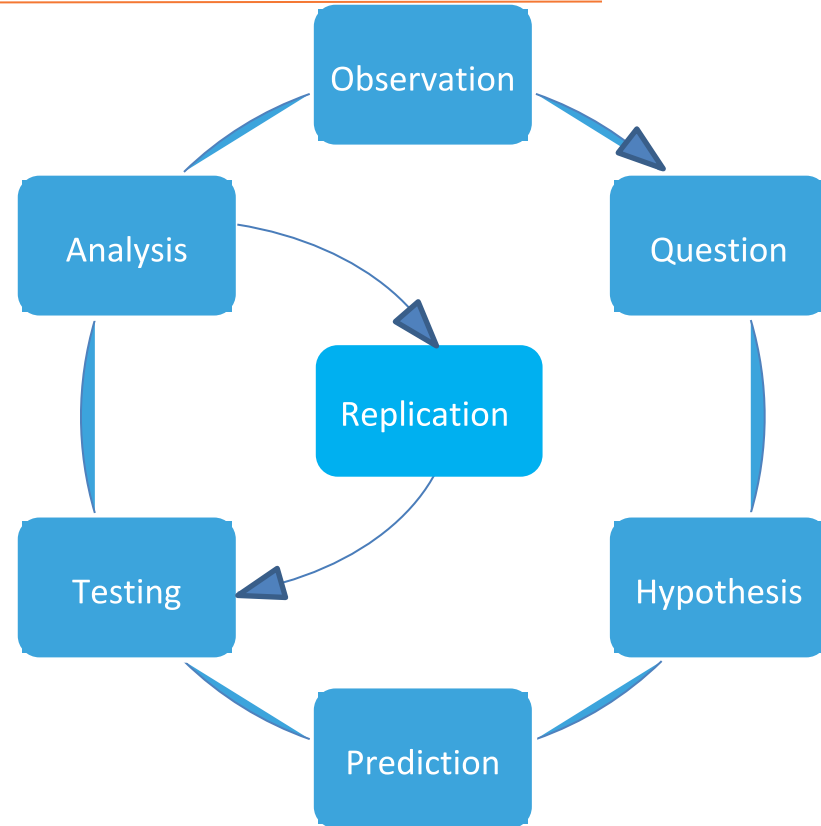 Observation
Analysis
Question
Replication
Testing
Hypothesis
Prediction